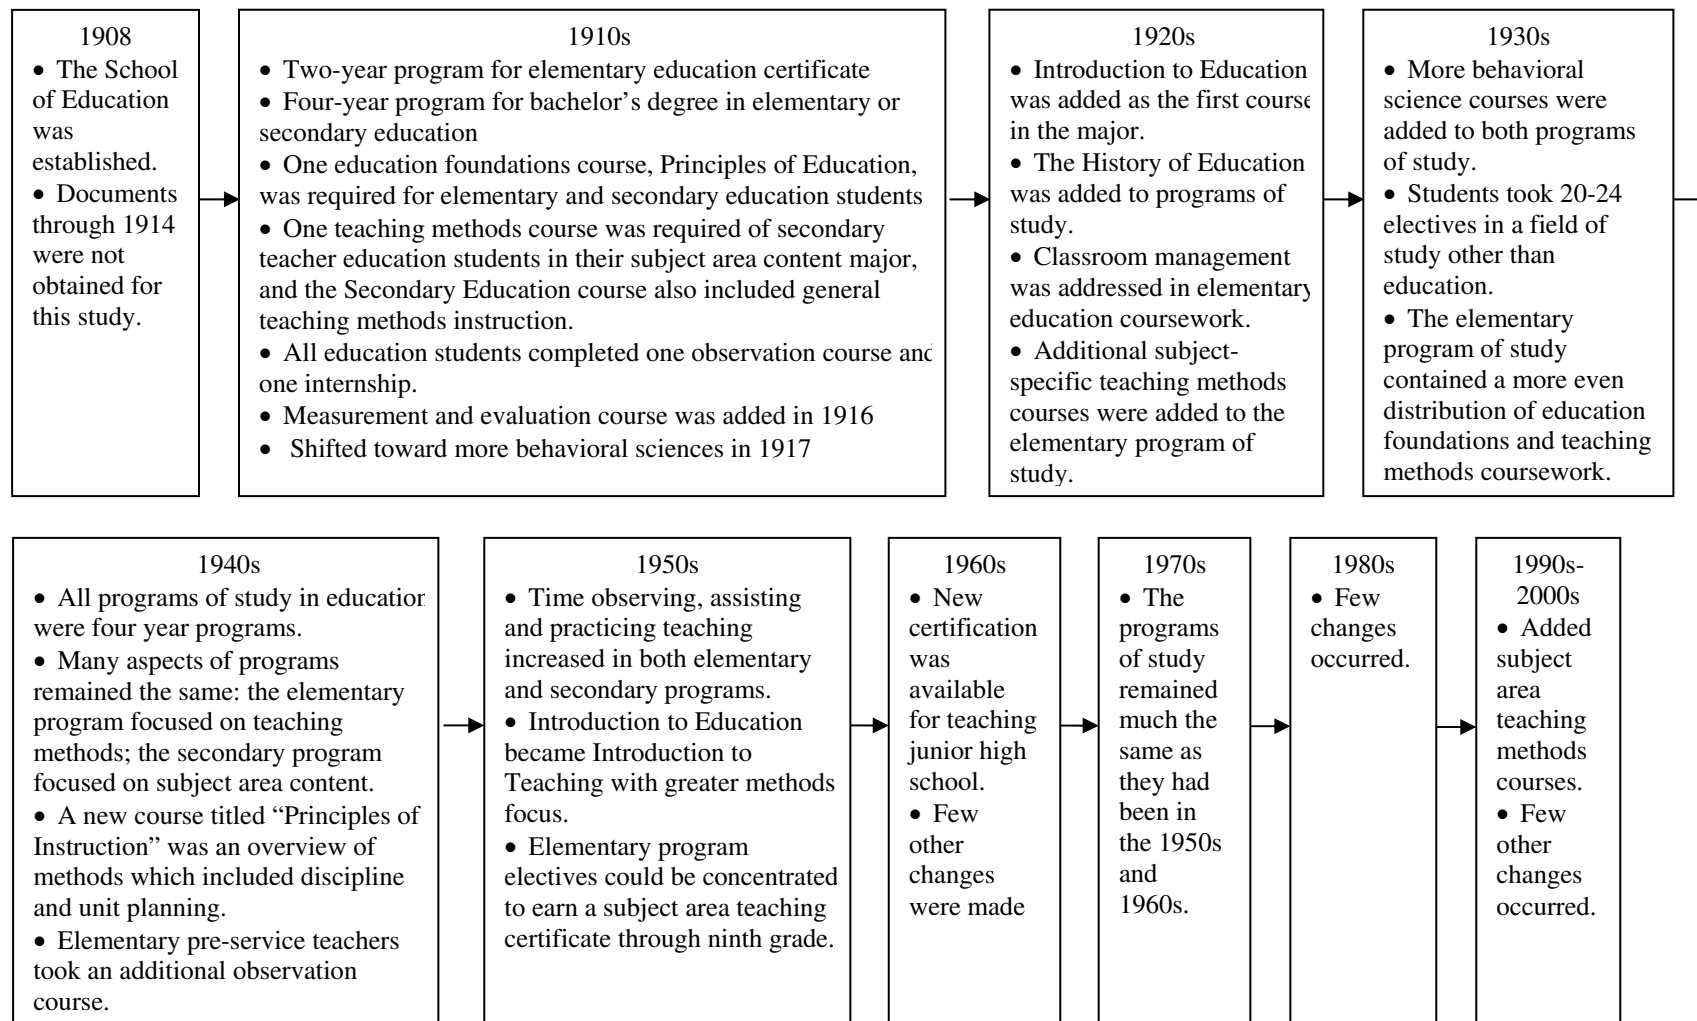 1908
• The School
of Education
was
established.
• Documents
through 1914
were not
obtained for
this study.
1910s
• Two-year program for elementary education certificate
• Four-year program for bachelor's degree in elementary or
secondary education
• One education foundations course, Principles of Education,
was required for elementary and secondary education students
• One teaching methods course was required of secondary
teacher education students in their subject area content major,
and the Secondary Education course also included general
teaching methods instruction.
• All education students completed one observation course and
one internship.
• Measurement and evaluation course was added in 1916
• Shifted toward more behavioral sciences in 1917
1920s
• Introduction to Education
was added as the first course
in the major.
• The History of Education
was added to programs of
study.
• Classroom management
was addressed in elementary
education coursework.
• Additional subject-
specific teaching methods
courses were added to the
elementary program of
study.
1930s
• More behavioral
science courses were
added to both programs
of study.
• Students took 20-24
electives in a field of
study other than
education.
• The elementary
program of study
contained a more even
distribution of education
foundations and teaching
methods coursework.
1940s
• All programs of study in education
were four year programs.
• Many aspects of programs
remained the same: the elementary
program focused on teaching
methods; the secondary program
focused on subject area content.
• A new course titled “Principles of
Instruction” was an overview of
methods which included discipline
and unit planning.
• Elementary pre-service teachers
took an additional observation
course.
1950s
• Time observing, assisting
and practicing teaching
increased in both elementary
and secondary programs.
• Introduction to Education
became Introduction to
Teaching with greater methods
focus.
• Elementary program
electives could be concentrated
to earn a subject area teaching
certificate through ninth grade.
1960s
• New
certification
was
available
for teaching
junior high
school.
• Few
other
changes
were made
1970s
• The
programs
of study
remained
much the
same as
they had
been in
the 1950s
and
1960s.
1980s
• Few
changes
occurred.
1990s-
2000s
• Added
subject
area
teaching
methods
courses.
• Few
other
changes
occurred.